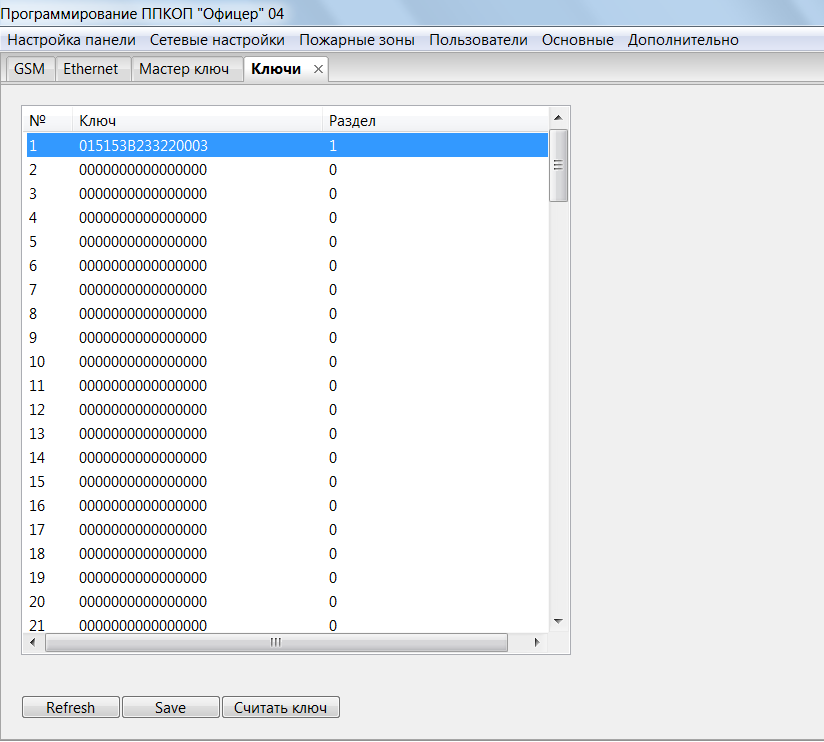 Программирование ППКОП "Офицер" 04
Настройка панели Сетевые настройки Пожарные зоны Пользователи Основные Дополнительно
GSM Ethernet Мастер ключ Ключи
№ Ключ Раздел
1 015153B233220003 1
2 0000000000000000 0
3 0000000000000000 0
4 0000000000000000 0
5 0000000000000000 0
6 0000000000000000 0
7 0000000000000000 0
8 0000000000000000 0
9 0000000000000000 0
10 0000000000000000 0
11 0000000000000000 0
12 0000000000000000 0
13 0000000000000000 0
14 0000000000000000 0
15 0000000000000000 0
16 0000000000000000 0
17 0000000000000000 0
18 0000000000000000 0
19 0000000000000000 0
20 0000000000000000 0
21 0000000000000000 0
Refresh Save Считать ключ